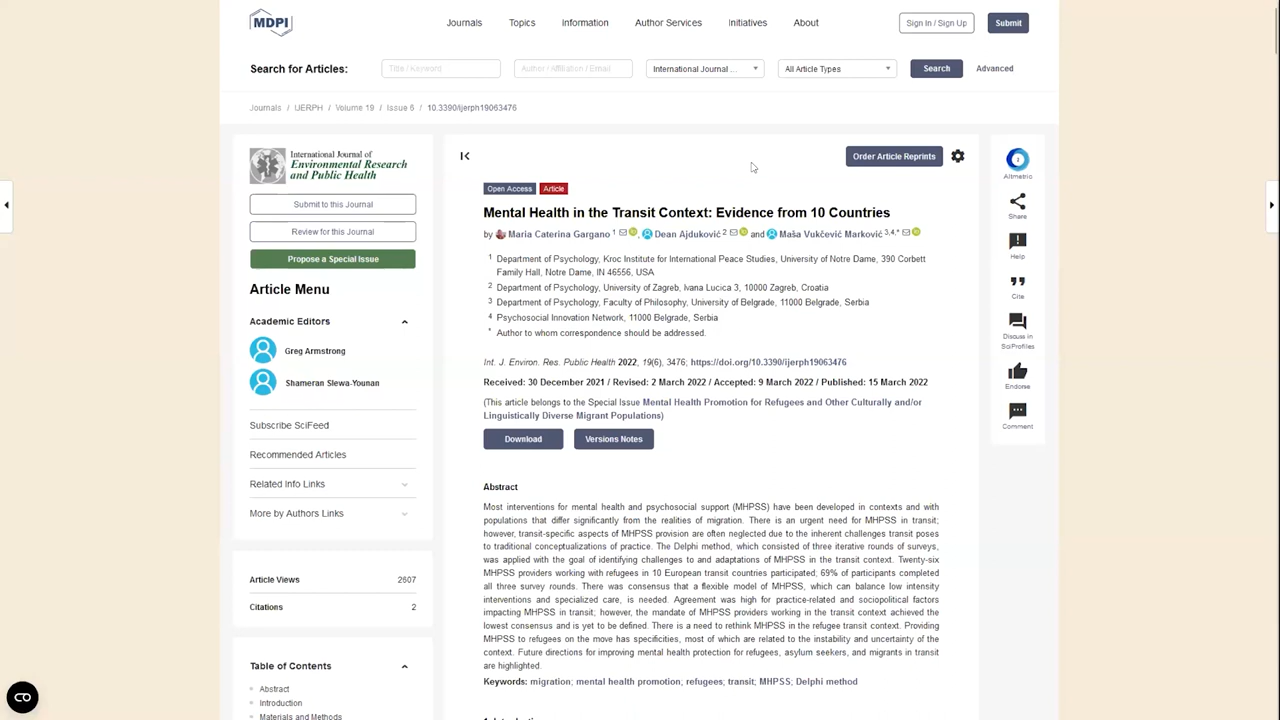 MDPI
Journals
Topics
Information
Author Services
Initiatives
About
Sign In / Sign Up
Submit
Search for Articles:
Title / Keyword
Author / Affiliation / Email
International Journal ...
All Article Types
Search
Advanced
Journals / IJERPH / Volume 19 / Issue 6 / 10.3390/ijerph19063476
International Journal of
Environmental Research
and Public Health
Submit to this Journal
Review for this Journal
Propose a Special Issue
Article Menu
Academic Editors
Greg Armstrong
Shameran Slewa-Younan
Subscribe SciFeed
Recommended Articles
Related Info Links
More by Authors Links
Article Views 2607
Citations 2
Table of Contents
Abstract
Introduction
Materials and Methods
Order Article Reprints
Open Access Article
Mental Health in the Transit Context: Evidence from 10 Countries
by Maria Caterina Gargano 1, Dean Ajduković 2 and Maša Vukčević Marković 3,4,*
1 Department of Psychology, Kroc Institute for International Peace Studies, University of Notre Dame, 390 Corbett
Family Hall, Notre Dame, IN 46556, USA
2 Department of Psychology, University of Zagreb, Ivana Lucica 3, 10000 Zagreb, Croatia
3 Department of Psychology, Faculty of Philosophy, University of Belgrade, 11000 Belgrade, Serbia
4 Psychosocial Innovation Network, 11000 Belgrade, Serbia
* Author to whom correspondence should be addressed.
Int. J. Environ. Res. Public Health 2022, 19(6), 3476; https://doi.org/10.3390/ijerph19063476
Received: 30 December 2021 / Revised: 2 March 2022 / Accepted: 9 March 2022 / Published: 15 March 2022
(This article belongs to the Special Issue Mental Health Promotion for Refugees and Other Culturally and/or
Linguistically Diverse Migrant Populations)
Download
Versions Notes
Abstract
Most interventions for mental health and psychosocial support (MHPSS) have been developed in contexts and with
populations that differ significantly from the realities of migration. There is an urgent need for MHPSS in transit;
however, transit-specific aspects of MHPSS provision are often neglected due to the inherent challenges transit poses
to traditional conceptualizations of practice. The Delphi method, which consisted of three iterative rounds of surveys,
was applied with the goal of identifying challenges to and adaptations of MHPSS in the transit context. Twenty-six
MHPSS providers working with refugees in 10 European transit countries participated; 69% of participants completed
all three survey rounds. There was consensus that a flexible model of MHPSS, which can balance low intensity
interventions and specialized care, is needed. Agreement was high for practice-related and sociopolitical factors
impacting MHPSS in transit; however, the mandate of MHPSS providers working in the transit context achieved the
lowest consensus and is yet to be defined. There is a need to rethink MHPSS in the refugee transit context. Providing
MHPSS to refugees on the move has specificities, most of which are related to the instability and uncertainty of the
context. Future directions for improving mental health protection for refugees, asylum seekers, and migrants in transit
are highlighted.
Keywords: migration; mental health promotion; refugees; transit; MHPSS; Delphi method
Altmetric
Share
Help
Cite
Discuss in
SciProfiles
Endorse
Comment